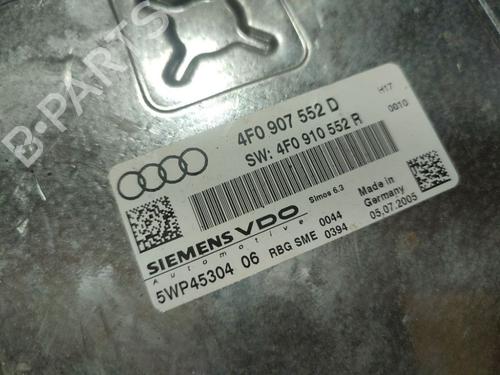 B-PARTS
4F0 907 552 D
SW: 4F0 910 552 R
H17
0010
Simos 6.3
Made in
Germany
05.07.2005
SIEMENS VDO
Automotive
0044
5WP45304 06 RBG SME 0394